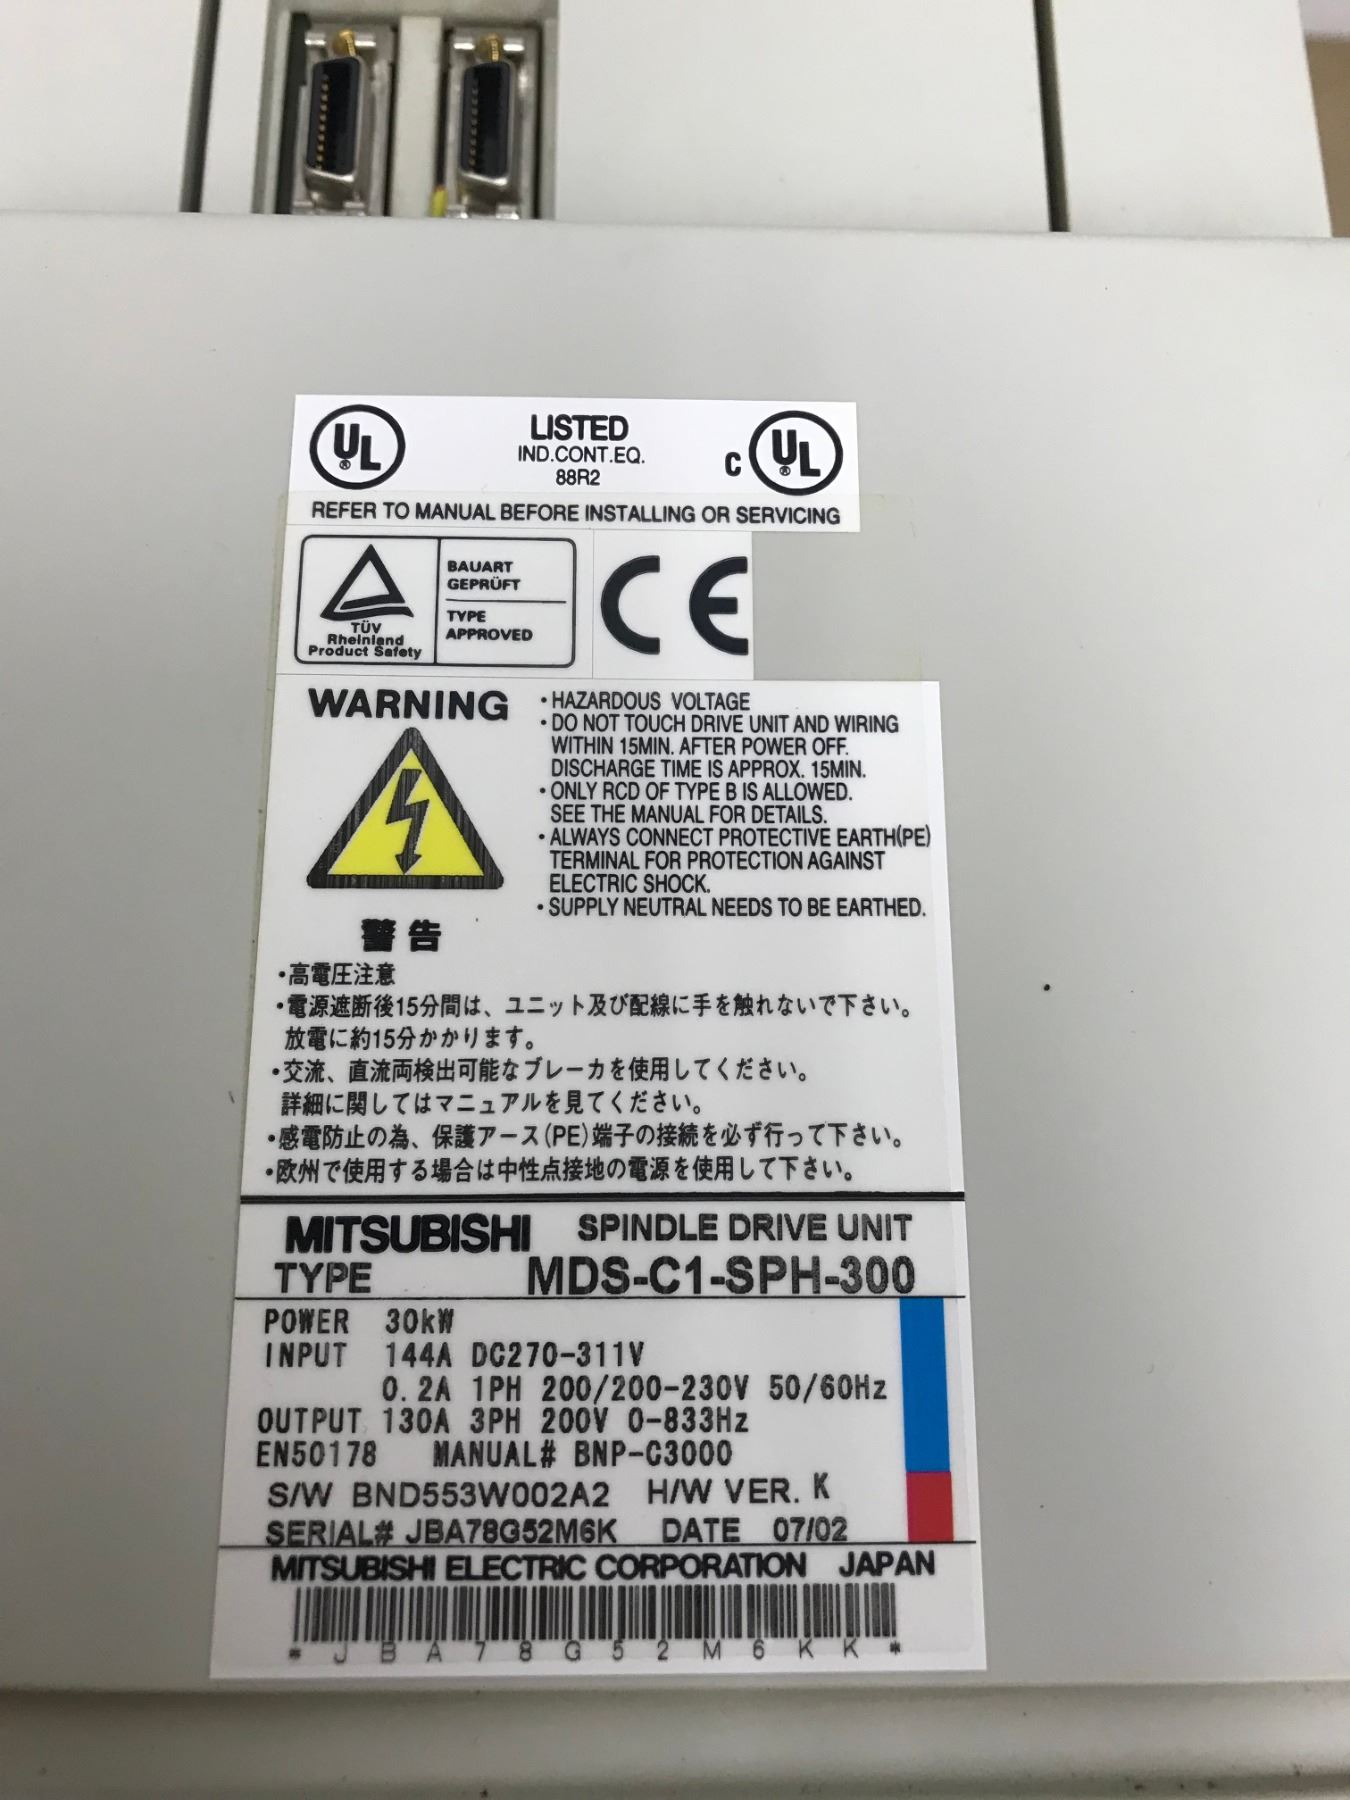 UL
®
LISTED
IND.CONT.EQ.
88R2
C UL
®
REFER TO MANUAL BEFORE INSTALLING OR SERVICING
TÜV
Rheinland
Product Safety
BAUART
GEPRÜFT
TYPE
APPROVED
CE
WARNING
・HAZARDOUS VOLTAGE
・DO NOT TOUCH DRIVE UNIT AND WIRING
WITHIN 15MIN. AFTER POWER OFF.
DISCHARGE TIME IS APPROX. 15MIN.
・ONLY RCD OF TYPE B IS ALLOWED.
SEE THE MANUAL FOR DETAILS.
・ALWAYS CONNECT PROTECTIVE EARTH(PE)
TERMINAL FOR PROTECTION AGAINST
ELECTRIC SHOCK.
・SUPPLY NEUTRAL NEEDS TO BE EARTHED.
警告
・高電圧注意
・電源遮断後15分間は、ユニット及び配線に手を触れないで下さい。
放電に約15分かかります。
・交流、直流両検出可能なブレーカを使用してください。
詳細に関してはマニュアルを見てください。
・感電防止の為、保護アース(PE)端子の接続を必ず行って下さい。
・欧州で使用する場合は中性点接地の電源を使用して下さい。
MITSUBISHI SPINDLE DRIVE UNIT
TYPE MDS-C1-SPH-300
POWER 30kW
INPUT 144A DC270-311V
0.2A 1PH 200/200-230V 50/60Hz
OUTPUT 130A 3PH 200V 0-833Hz
EN50178 MANUAL# BNP-C3000
S/W BND553W002A2 H/W VER. K
SERIAL# JBA78G52M6K DATE 07/02
MITSUBISHI ELECTRIC CORPORATION JAPAN
*JBA78G52M6KK*